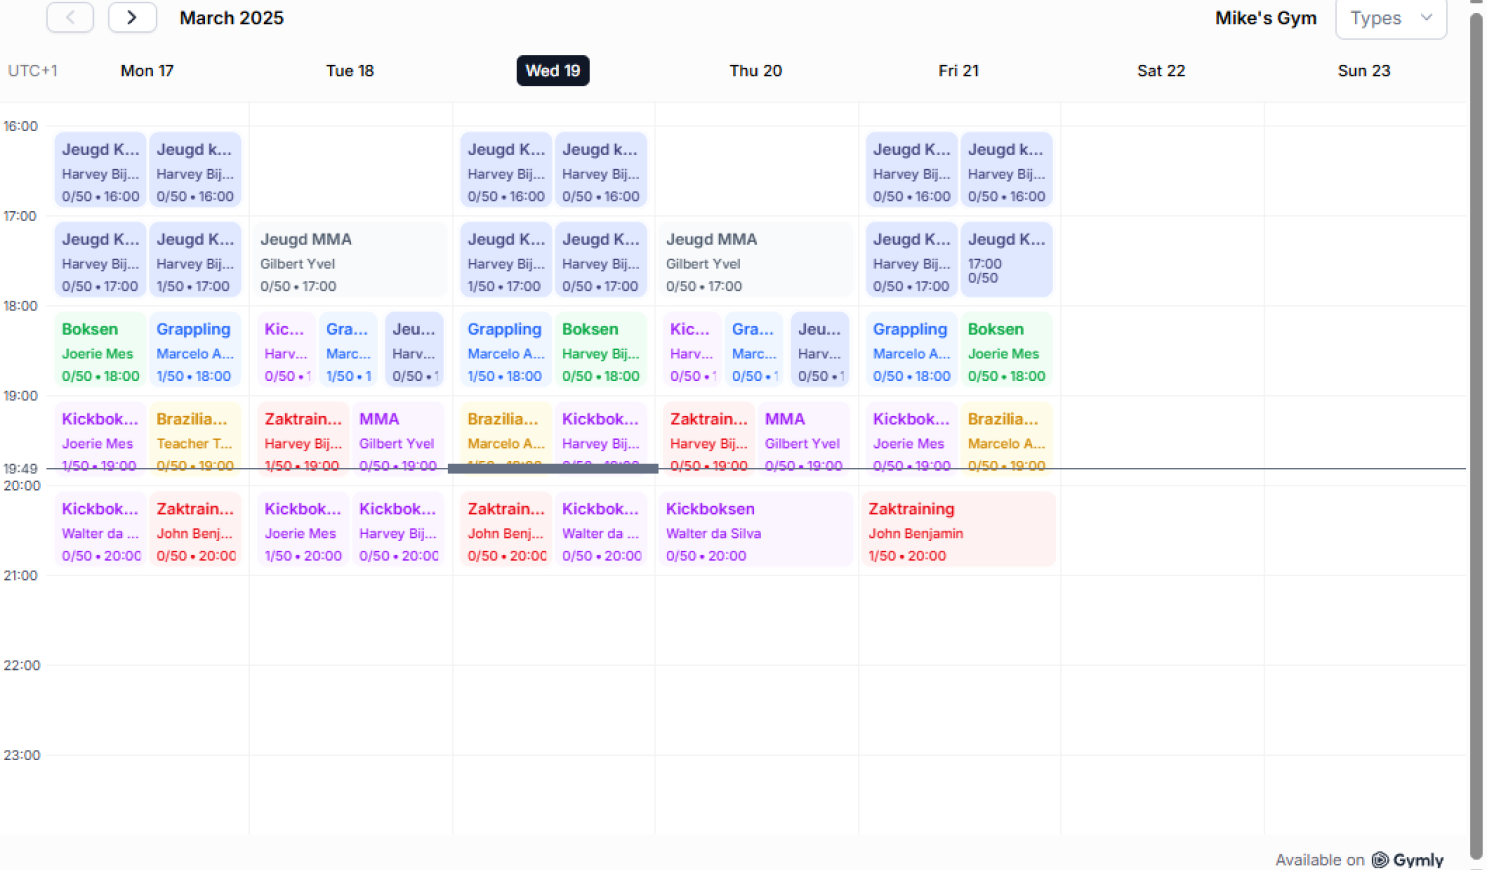 March 2025
Mike's Gym
Types
UTC+1
Mon 17
Tue 18
Wed 19
Thu 20
Fri 21
Sat 22
Sun 23
16:00
Jeugd K...
Harvey Bij...
0/50 • 16:00
Jeugd k...
Harvey Bij...
0/50 • 16:00
Jeugd K...
Harvey Bij...
0/50 • 16:00
Jeugd k...
Harvey Bij...
0/50 • 16:00
Jeugd K...
Harvey Bij...
0/50 • 16:00
Jeugd k...
Harvey Bij...
0/50 • 16:00
17:00
Jeugd K...
Harvey Bij...
0/50 • 17:00
Jeugd K...
Harvey Bij...
1/50 • 17:00
Jeugd MMA
Gilbert Yvel
0/50 • 17:00
Jeugd K...
Harvey Bij...
1/50 • 17:00
Jeugd K...
Harvey Bij...
0/50 • 17:00
Jeugd MMA
Gilbert Yvel
0/50 • 17:00
Jeugd K...
Harvey Bij...
0/50 • 17:00
Jeugd K...
17:00
0/50
18:00
Boksen
Joerie Mes
0/50 • 18:00
Grappling
Marcelo A...
1/50 • 18:00
Kic...
Harv...
0/50 • 1
Gra...
Marc...
1/50 • 1
Jeu...
Harv...
0/50 • 1
Grappling
Marcelo A...
1/50 • 18:00
Boksen
Harvey Bij...
0/50 • 18:00
Kic...
Harv...
0/50 • 1
Gra...
Marc...
0/50 • 1
Jeu...
Harv...
0/50 • 1
Grappling
Marcelo A...
0/50 • 18:00
Boksen
Joerie Mes
0/50 • 18:00
19:00
Kickbok...
Joerie Mes
1/50 • 19:00
Brazilia...
Teacher T...
0/50 • 19:00
Zaktrain...
Harvey Bij...
1/50 • 19:00
MMA
Gilbert Yvel
0/50 • 19:00
Brazilia...
Marcelo A...
1/50 • 19:00
Kickbok...
Harvey Bij...
0/50 • 19:00
Zaktrain...
Harvey Bij...
0/50 • 19:00
MMA
Gilbert Yvel
0/50 • 19:00
Kickbok...
Joerie Mes
0/50 • 19:00
Brazilia...
Marcelo A...
0/50 • 19:00
19:49
20:00
Kickbok...
Walter da ...
0/50 • 20:00
Zaktrain...
John Benj...
0/50 • 20:00
Kickbok...
Joerie Mes
1/50 • 20:00
Kickbok...
Harvey Bij...
0/50 • 20:00
Zaktrain...
John Benj...
0/50 • 20:00
Kickbok...
Walter da ...
0/50 • 20:00
Kickboksen
Walter da Silva
0/50 • 20:00
Zaktraining
John Benjamin
1/50 • 20:00
21:00
22:00
23:00
Available on Gymly